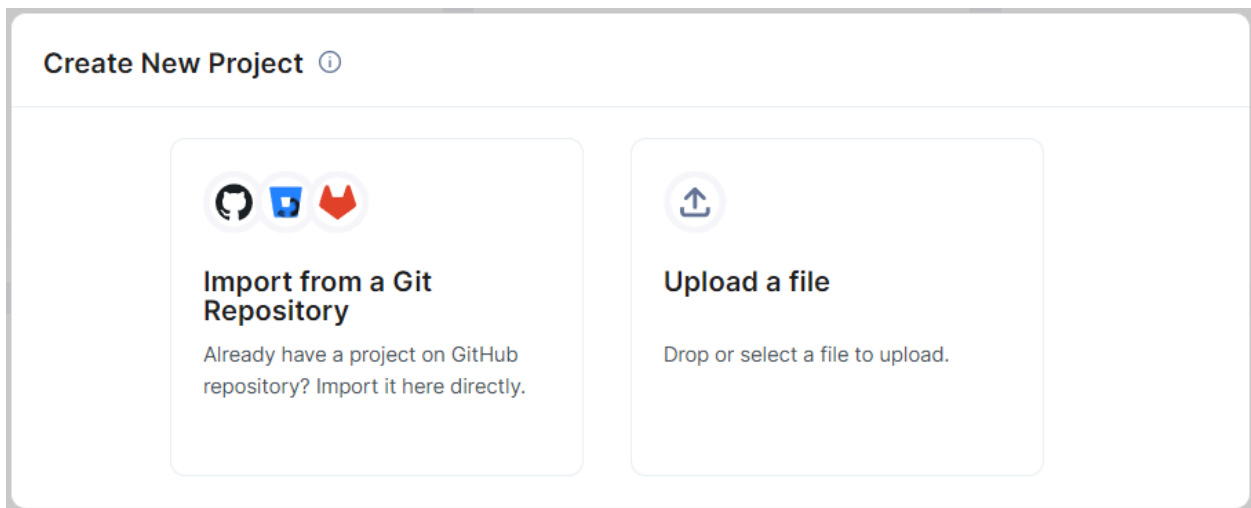 Create New Project
Import from a Git
Repository
Already have a project on GitHub
repository? Import it here directly.
Upload a file
Drop or select a file to upload.